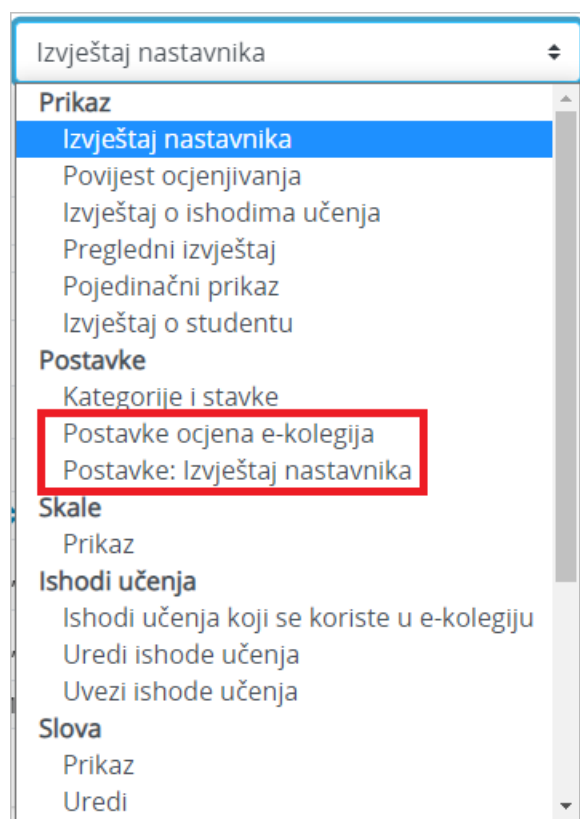 Izvještaj nastavnika
Prikaz
Izvještaj nastavnika
Povijest ocjenjivanja
Izvještaj o ishodima učenja
Pregledni izvještaj
Pojedinačni prikaz
Izvještaj o studentu
Postavke
Kategorije i stavke
Postavke ocjena e-kolegija
Postavke: Izvještaj nastavnika
Skale
Prikaz
Ishodi učenja
Ishodi učenja koji se koriste u e-kolegiju
Uredi ishode učenja
Uvezi ishode učenja
Slova
Prikaz
Uredi